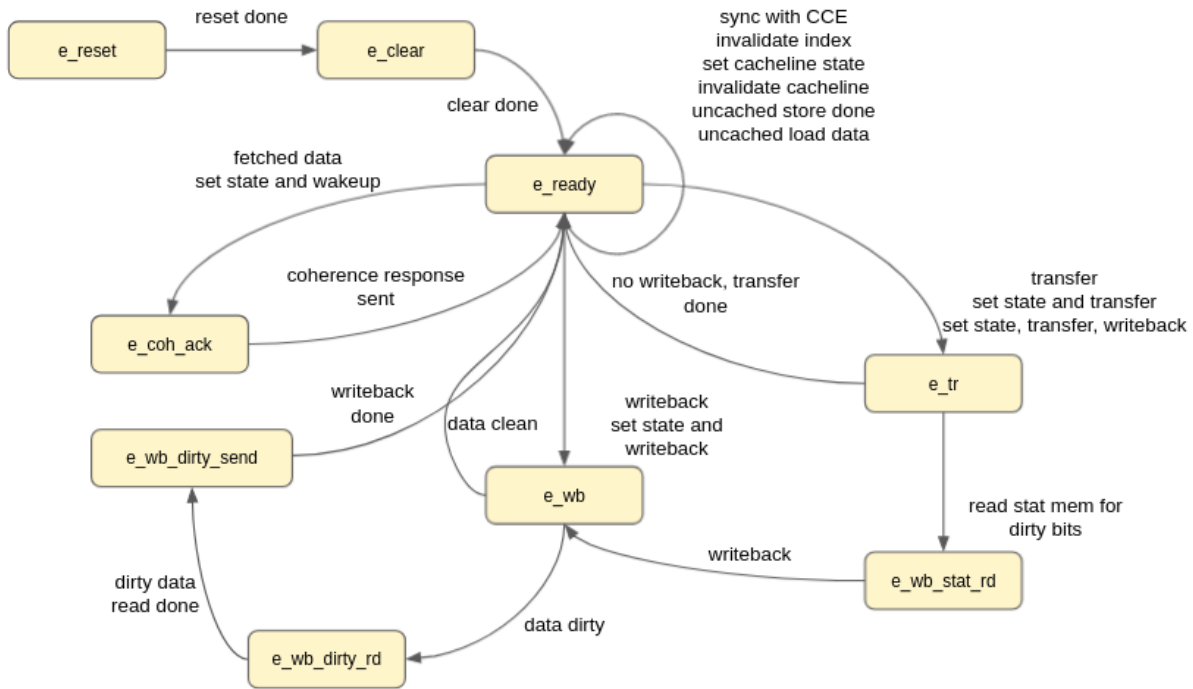 reset done
sync with CCE
invalidate index
set cacheline state
invalidate cacheline
uncached store done
uncached load data
e_reset
e_clear
clear done
fetched data
set state and wakeup
e_ready
coherence response
sent
no writeback, transfer
done
transfer
set state and transfer
set state, transfer, writeback
e_coh_ack
e_tr
writeback
done
data clean
writeback
set state and
writeback
e_wb_dirty_send
e_wb
read stat mem for
dirty bits
writeback
e_wb_stat_rd
dirty data
read done
data dirty
e_wb_dirty_rd